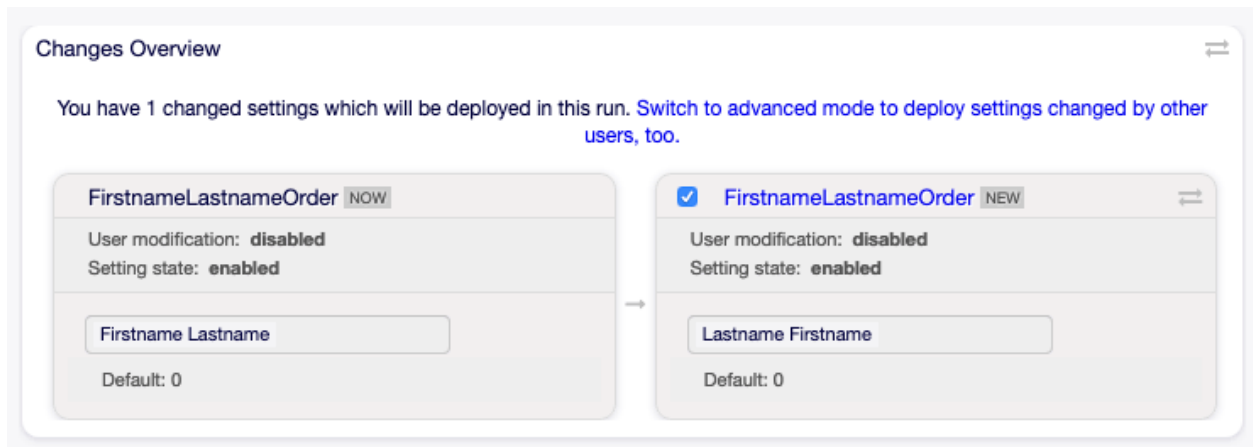 Changes Overview
You have 1 changed settings which will be deployed in this run. Switch to advanced mode to deploy settings changed by other
users, too.
FirstnameLastnameOrder NOW
User modification: disabled
Setting state: enabled
Firstname Lastname
Default: 0
FirstnameLastnameOrder NEW
User modification: disabled
Setting state: enabled
Lastname Firstname
Default: 0